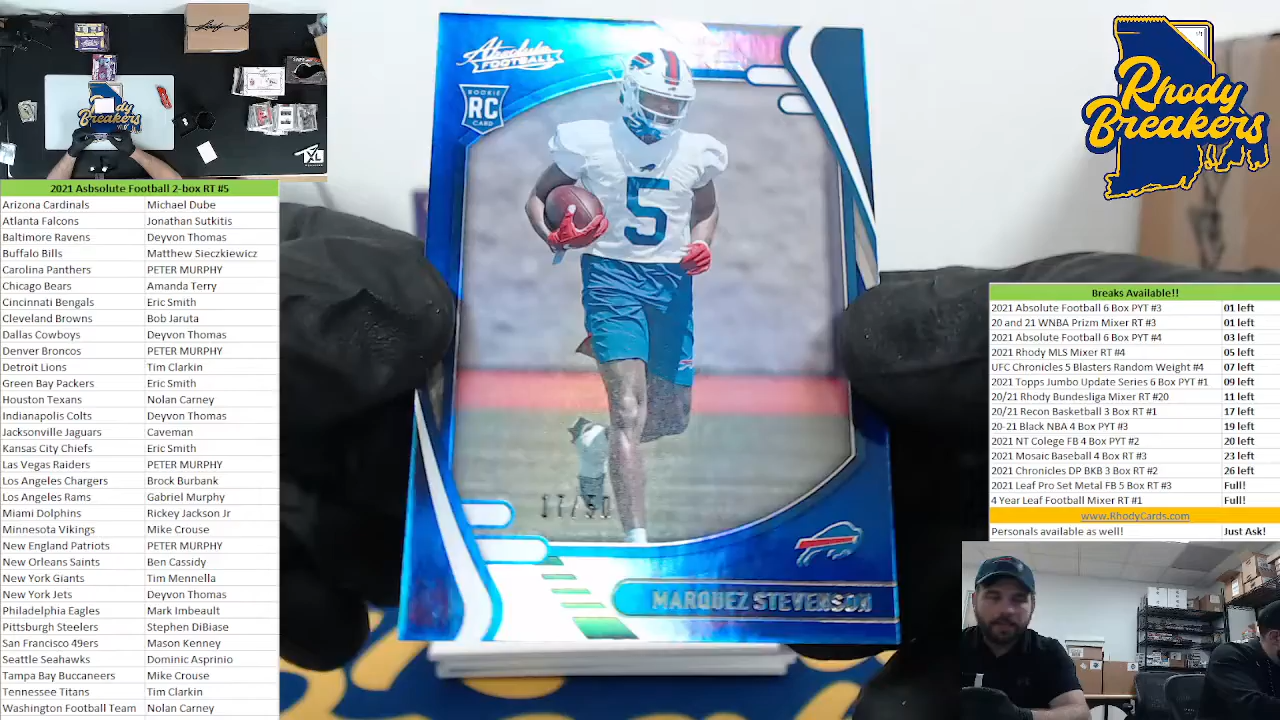 2021 Asbsolute Football 2-box RT #5
Arizona Cardinals Michael Dube
Atlanta Falcons Jonathan Sutkitis
Baltimore Ravens Deyvon Thomas
Buffalo Bills Matthew Sieczkiewicz
Carolina Panthers PETER MURPHY
Chicago Bears Amanda Terry
Cincinnati Bengals Eric Smith
Cleveland Browns Bob Jaruta
Dallas Cowboys Deyvon Thomas
Denver Broncos PETER MURPHY
Detroit Lions Tim Clarkin
Green Bay Packers Eric Smith
Houston Texans Nolan Carney
Indianapolis Colts Deyvon Thomas
Jacksonville Jaguars Caveman
Kansas City Chiefs Eric Smith
Las Vegas Raiders PETER MURPHY
Los Angeles Chargers Brock Burbank
Los Angeles Rams Gabriel Murphy
Miami Dolphins Rickey Jackson Jr
Minnesota Vikings Mike Crouse
New England Patriots PETER MURPHY
New Orleans Saints Ben Cassidy
New York Giants Tim Mennella
New York Jets Deyvon Thomas
Philadelphia Eagles Mark Imbeault
Pittsburgh Steelers Stephen DiBiase
San Francisco 49ers Mason Kenney
Seattle Seahawks Dominic Asprinio
Tampa Bay Buccaneers Mike Crouse
Tennessee Titans Tim Clarkin
Washington Football Team Nolan Carney
Absolute
FOOTBALL
ROOKIE
RC
CARD
5
17/50
MARQUEZ STEVENSON
Rhody
Breakers
Rhody
Breakers
Breaks Available!!
2021 Absolute Football 6 Box PYT #3 01 left
20 and 21 WNBA Prizm Mixer RT #3 01 left
2021 Absolute Football 6 Box PYT #4 03 left
2021 Rhody MLS Mixer RT #4 05 left
UFC Chronicles 5 Blasters Random Weight #4 07 left
2021 Topps Jumbo Update Series 6 Box PYT #1 09 left
20/21 Rhody Bundesliga Mixer RT #20 11 left
20/21 Recon Basketball 3 Box RT #1 17 left
20-21 Black NBA 4 Box PYT #3 19 left
2021 NT Colege FB 4 Box PYT #2 20 left
2021 Mosaic Baseball 4 Box RT #3 23 left
2021 Chronicles DP BKB 3 Box RT #2 26 left
2021 Leaf Pro Set Metal FB 5 Box RT #3 Full!
4 Year Leaf Football Mixer RT #1 Full!
www.RhodyCards.com
Personals available as well! Just Ask!